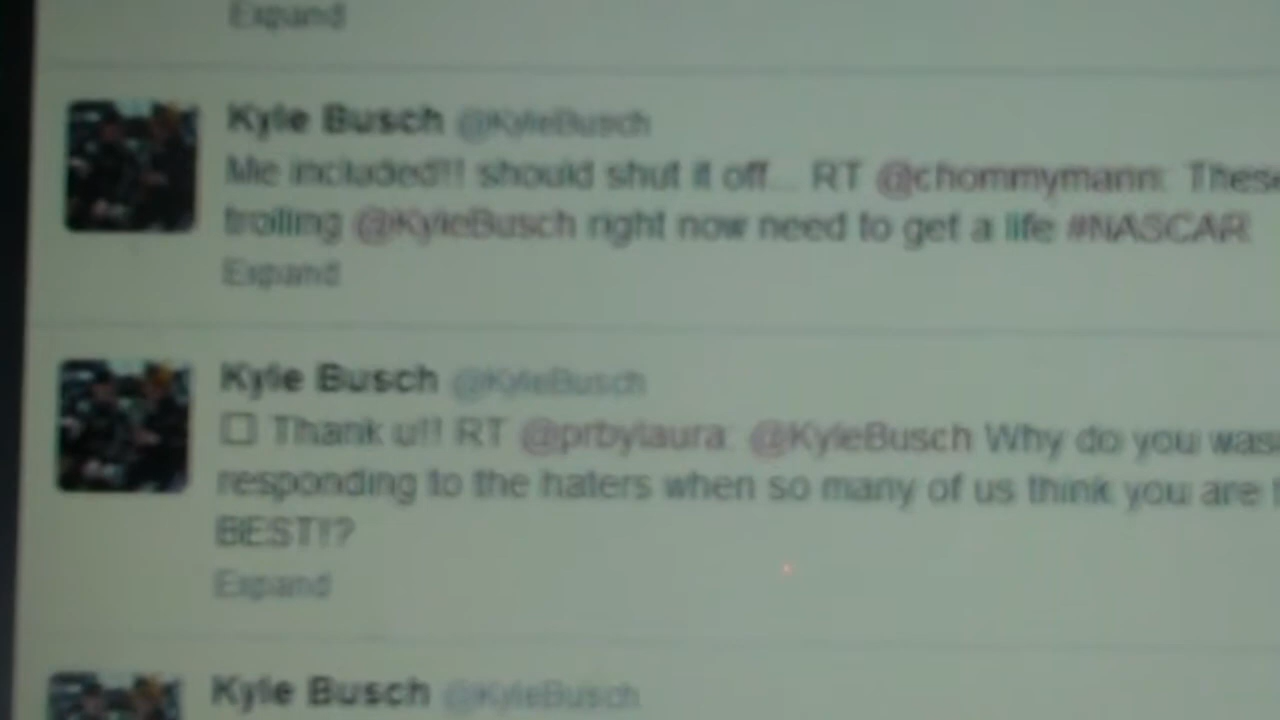 Expand
Kyle Busch @KyleBusch
Me included!! should shut it off... RT @chommymann: These
trolling @KyleBusch right now need to get a life #NASCAR
Expand
Kyle Busch @KyleBusch
☐ Thank u!! RT @prbylaura: @KyleBusch Why do you was
responding to the haters when so many of us think you are
BEST!!?
Expand
Kyle Busch @KyleBusch